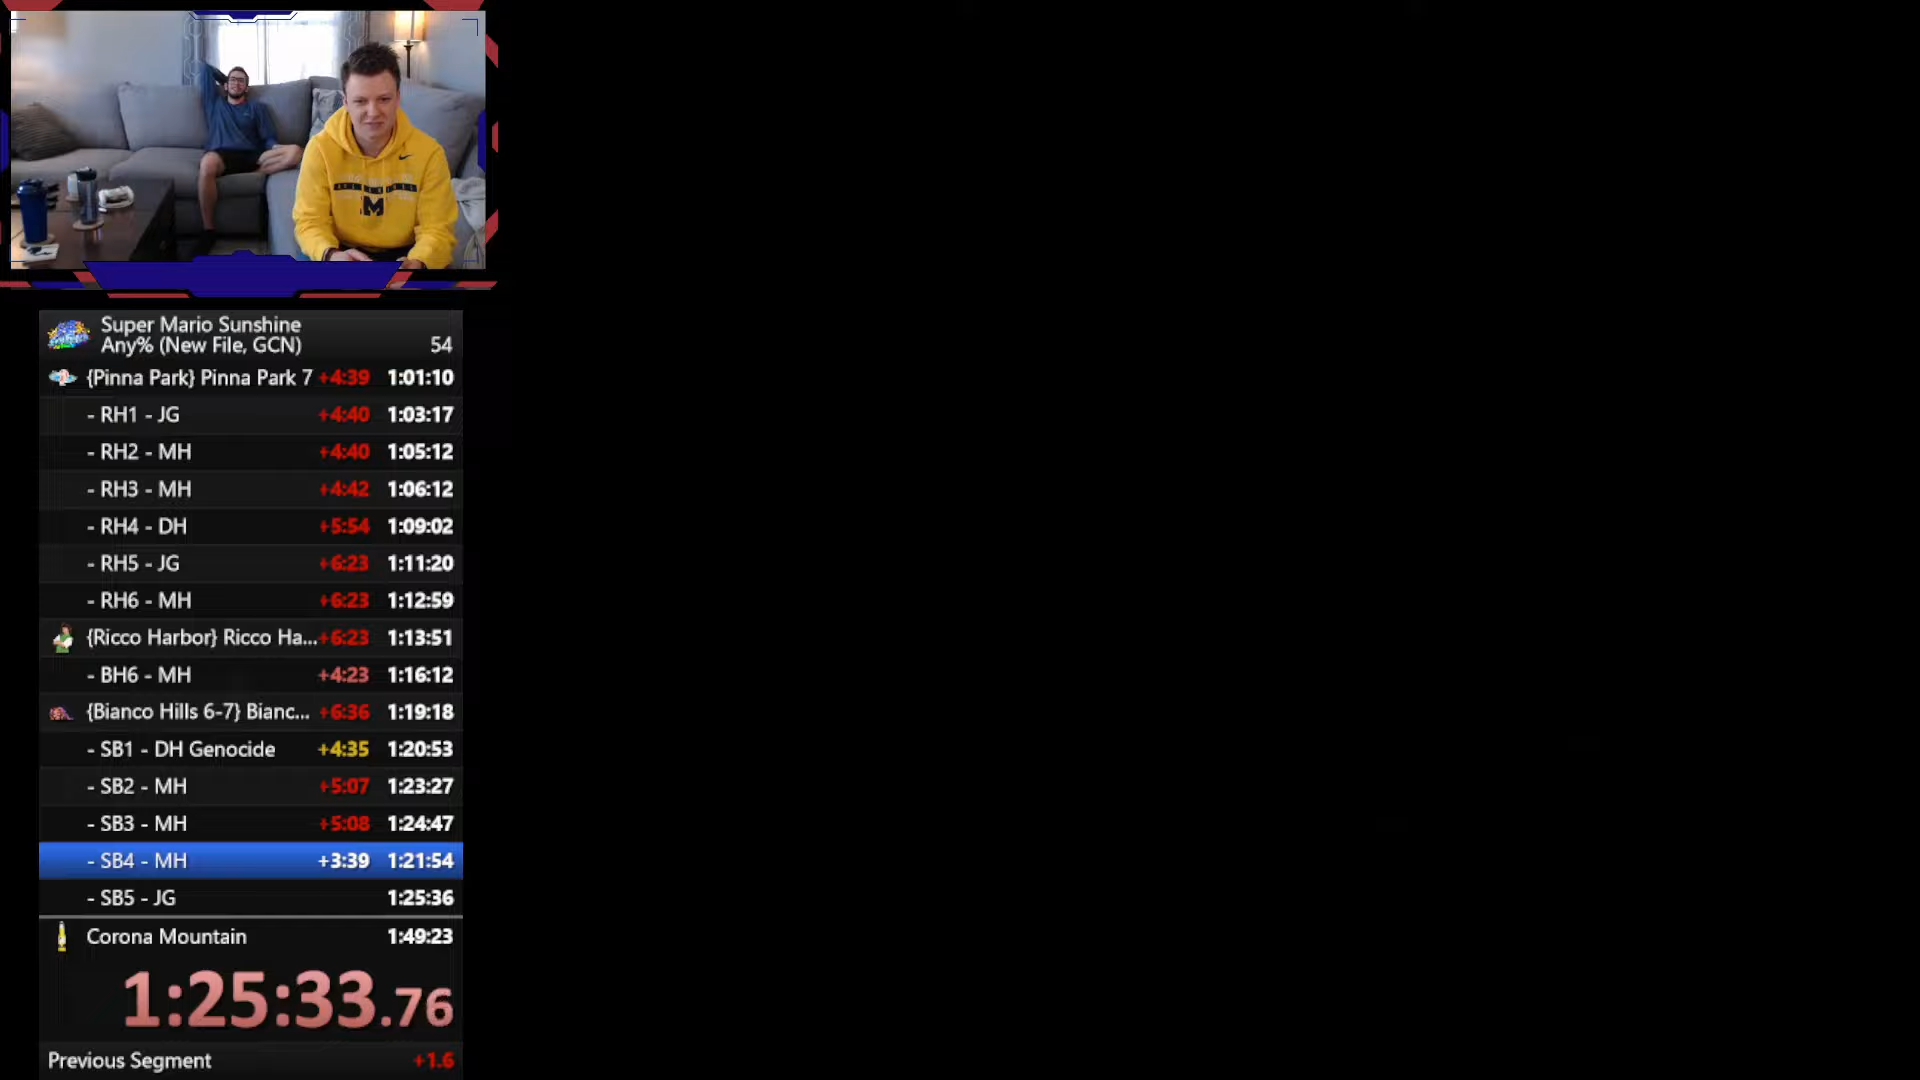 Super Mario Sunshine
Any% (New File, GCN) 54
{Pinna Park} Pinna Park 7 +4:39 1:01:10
- RH1 - JG +4:40 1:03:17
- RH2 - MH +4:40 1:05:12
- RH3 - MH +4:42 1:06:12
- RH4 - DH +5:54 1:09:02
- RH5 - JG +6:23 1:11:20
- RH6 - MH +6:23 1:12:59
{Ricco Harbor} Ricco Ha... +6:23 1:13:51
- BH6 - MH +4:23 1:16:12
{Bianco Hills 6-7} Bianc... +6:36 1:19:18
- SB1 - DH Genocide +4:35 1:20:53
- SB2 - MH +5:07 1:23:27
- SB3 - MH +5:08 1:24:47
- SB4 - MH +3:39 1:21:54
- SB5 - JG 1:25:36
Corona Mountain 1:49:23
1:25:33.76
Previous Segment +1.6